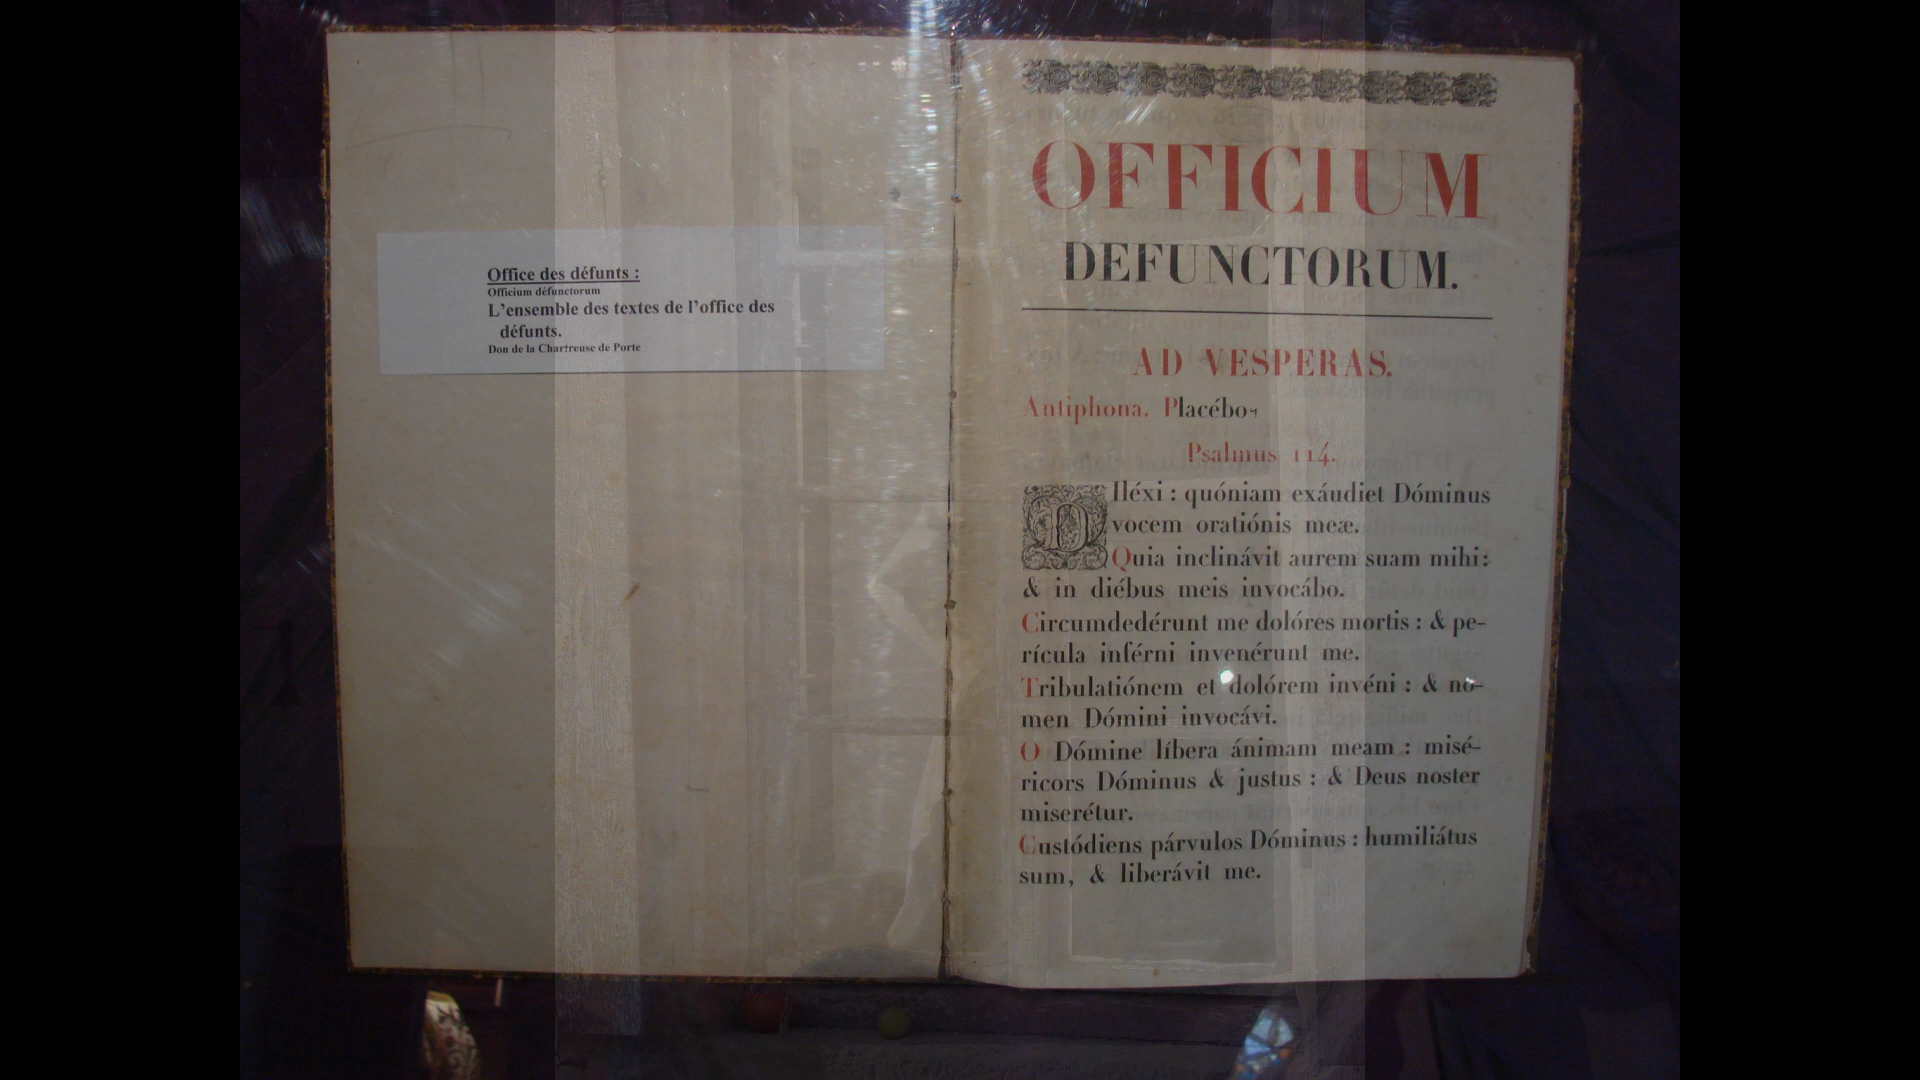 Office des défunts :
Officium défunctorum
L'ensemble des textes de l'office des
défunts.
Don de la Chartreuse de Porte
OFFICIUM
DEFUNCTORUM.
AD VESPERAS.
Antiphona. Placébo.
Psalmus 114.
DIléxi : quóniam exáudiet Dóminus
vocem oratiónis meæ.
Quia inclinávit aurem suam mihi:
& in diébus meis invocábo.
Circumdedérunt me dolóres mortis : & pe-
rícula inférni invenérunt me.
Tribulatiónem et dolórem invéni : & nó-
men Dómini invocávi.
O Dómine líbera ánimam meam : misé-
ricors Dóminus & justus : & Deus noster
miserétur.
Custódiens párvulos Dóminus : humiliátus
sum, & liberávit me.